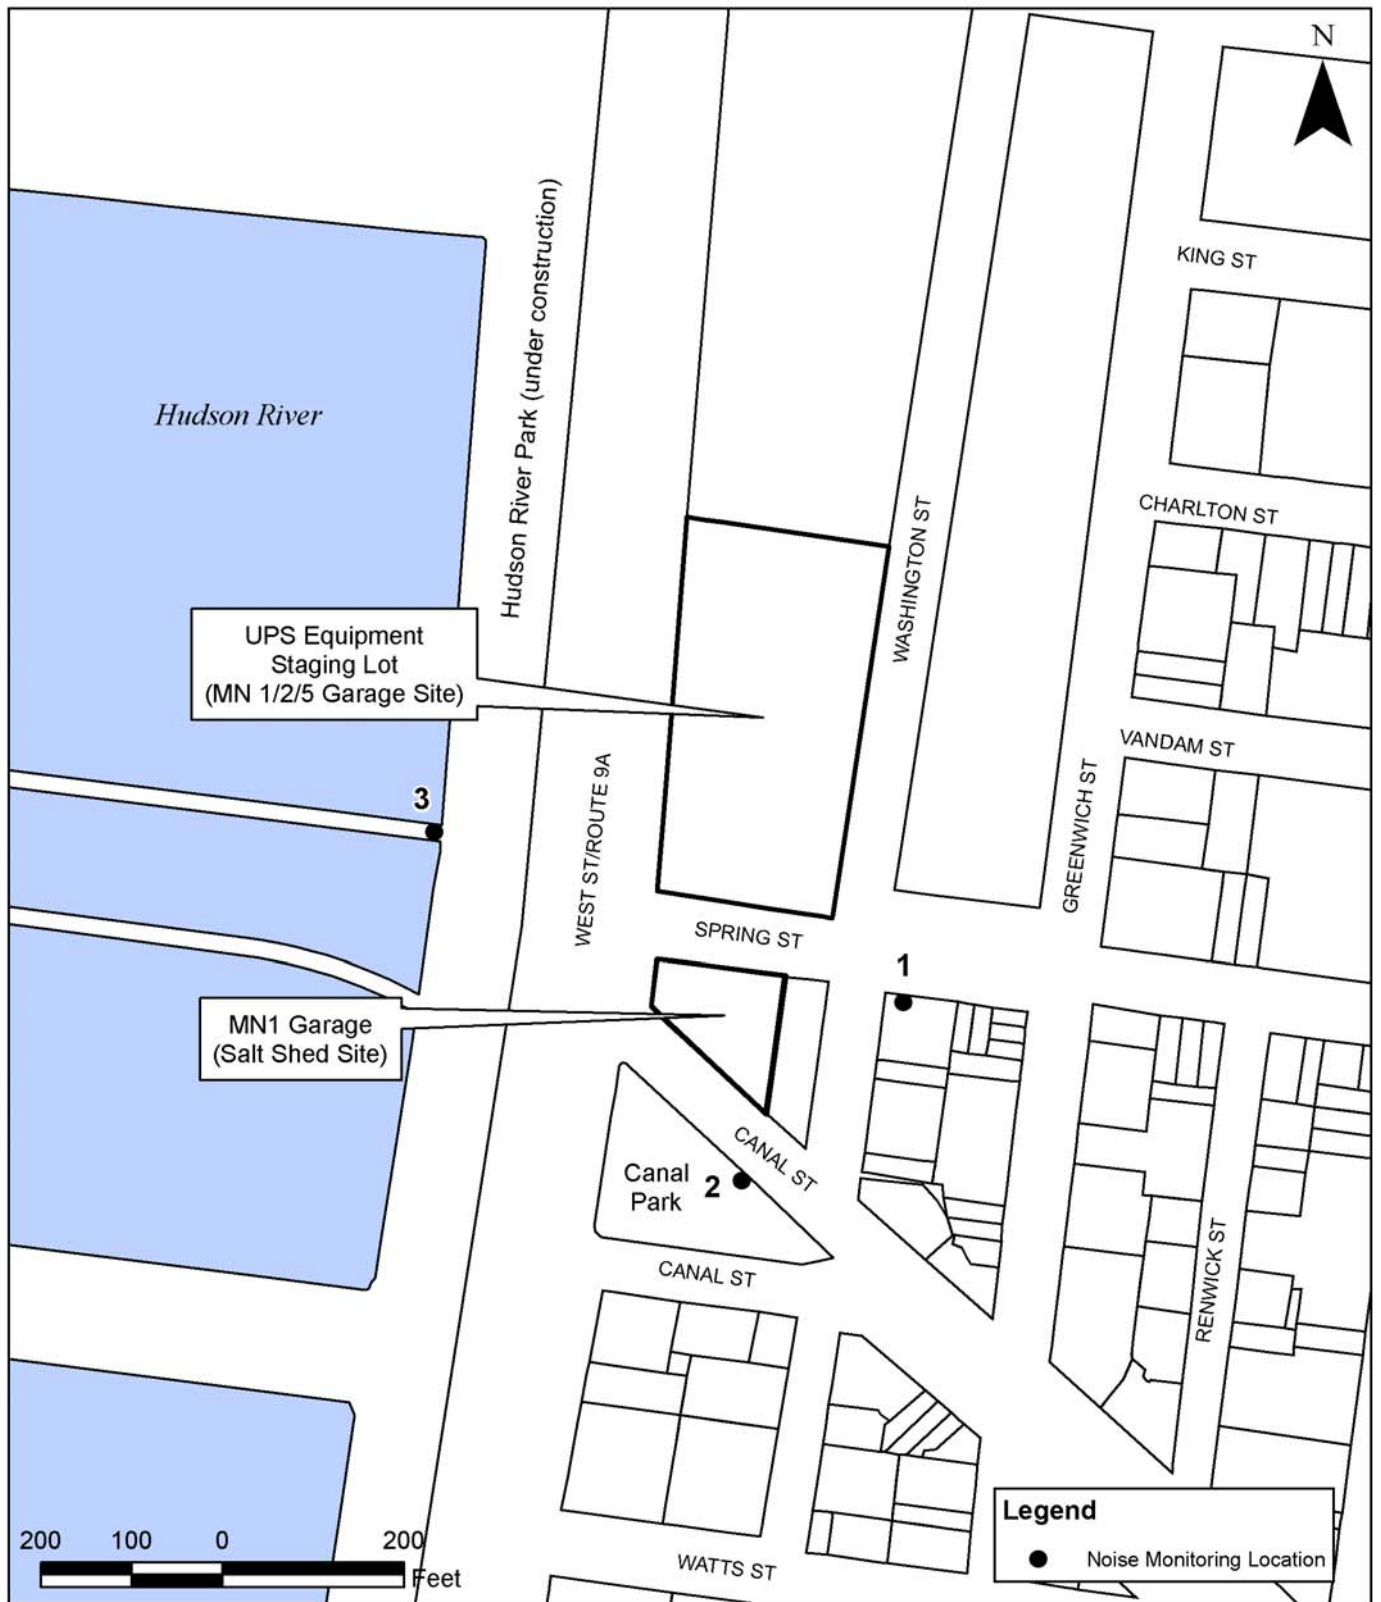 N
KING ST
Hudson River Park (under construction)
Hudson River
CHARLTON ST
WASHINGTON ST
UPS Equipment
Staging Lot
(MN 1/2/5 Garage Site)
VANDAM ST
GREENWICH ST
3
WEST ST/ROUTE 9A
SPRING ST
1
MN1 Garage
(Salt Shed Site)
CANAL ST
Canal
Park
2
RENWICK ST
CANAL ST
Legend
Noise Monitoring Location
200 100 0 200
Feet
WATTS ST